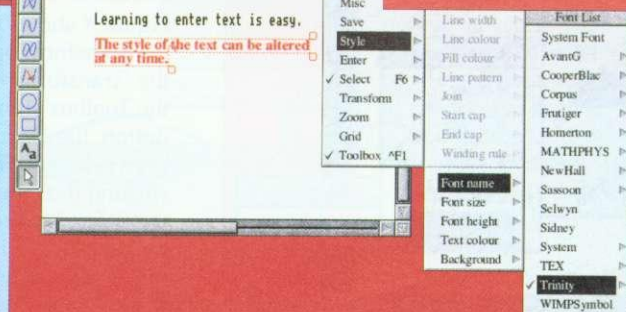 Learning to enter text is easy.
The style of the text can be altered
at any time.
Aa
Misc
Save
Style
Enter
✓ Select F6
Transform
Zoom
Grid
✓ Toolbox ^F1
Line width
Line colour
Fill colour
Line pattern
Join
Start cap
End cap
Winding rule
Font name
Font size
Font height
Text colour
Background
Font List
System Font
AvantG
CooperBlac
Corpus
Frutiger
Homerton
MATHPHYS
NewHall
Sassoon
Selwyn
Sidney
System
TEX
✓ Trinity
WIMPSymbol